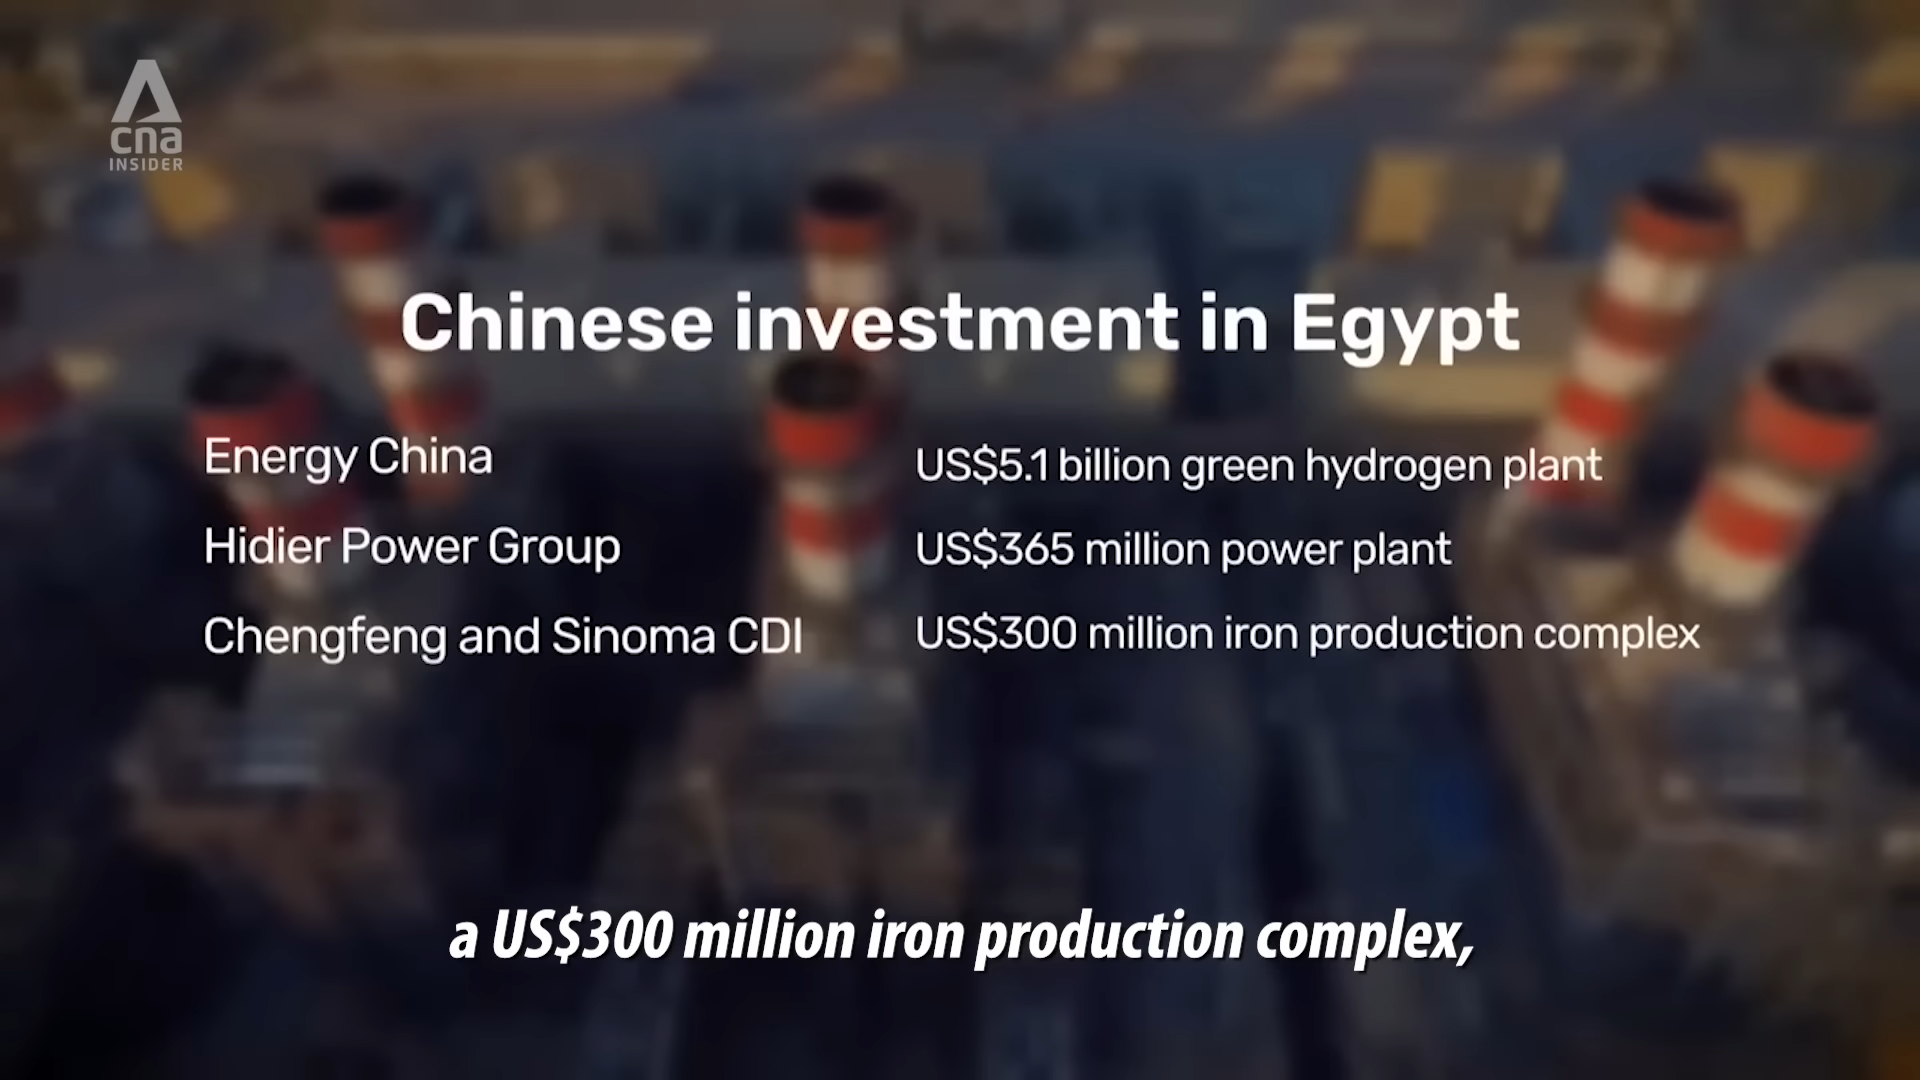 cna
INSIDER
Chinese investment in Egypt
Energy China
US$5.1 billion green hydrogen plant
Hidier Power Group
US$365 million power plant
Chengfeng and Sinoma CDI
US$300 million iron production complex
a US$300 million iron production complex,